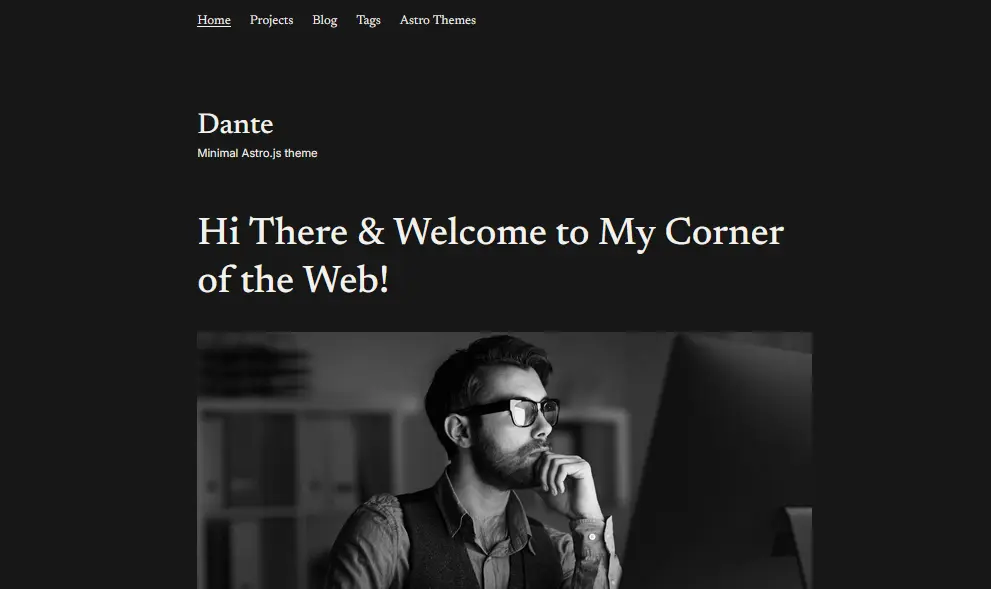 Home Projects Blog Tags Astro Themes
Dante
Minimal Astro.js theme
Hi There & Welcome to My Corner
of the Web!